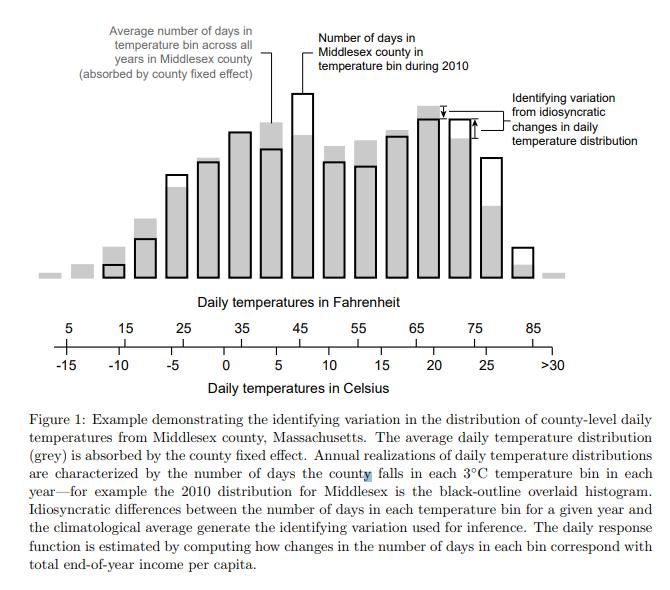 Average number of days in
temperature bin across all
years in Middlesex county
(absorbed by county fixed effect)
Number of days in
Middlesex county in
temperature bin during 2010
Identifying variation
from idiosyncratic
changes in daily
temperature distribution
Daily temperatures in Fahrenheit
5 15 25 35 45 55 65 75 85
-15 -10 -5 0 5 10 15 20 25 >30
Daily temperatures in Celsius
Figure 1: Example demonstrating the identifying variation in the distribution of county-level daily
temperatures from Middlesex county, Massachusetts. The average daily temperature distribution
(grey) is absorbed by the county fixed effect. Annual realizations of daily temperature distributions
are characterized by the number of days the county falls in each 3°C temperature bin in each
year—for example the 2010 distribution for Middlesex is the black-outline overlaid histogram.
Idiosyncratic differences between the number of days in each temperature bin for a given year and
the climatological average generate the identifying variation used for inference. The daily response
function is estimated by computing how changes in the number of days in each bin correspond with
total end-of-year income per capita.